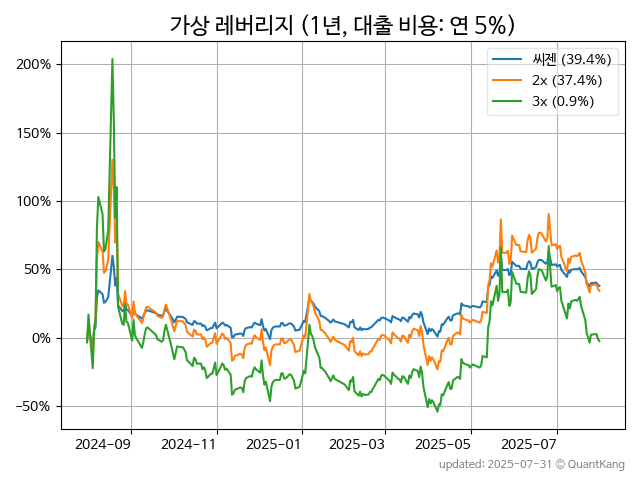 가상 레버리지 (1년, 대출 비용: 연 5%)
씨젠 (39.4%)
2x (37.4%)
3x (0.9%)
200%
150%
100%
50%
0%
−50%
2024-09 2024-11 2025-01 2025-03 2025-05 2025-07
updated: 2025-07-31 © QuantKang